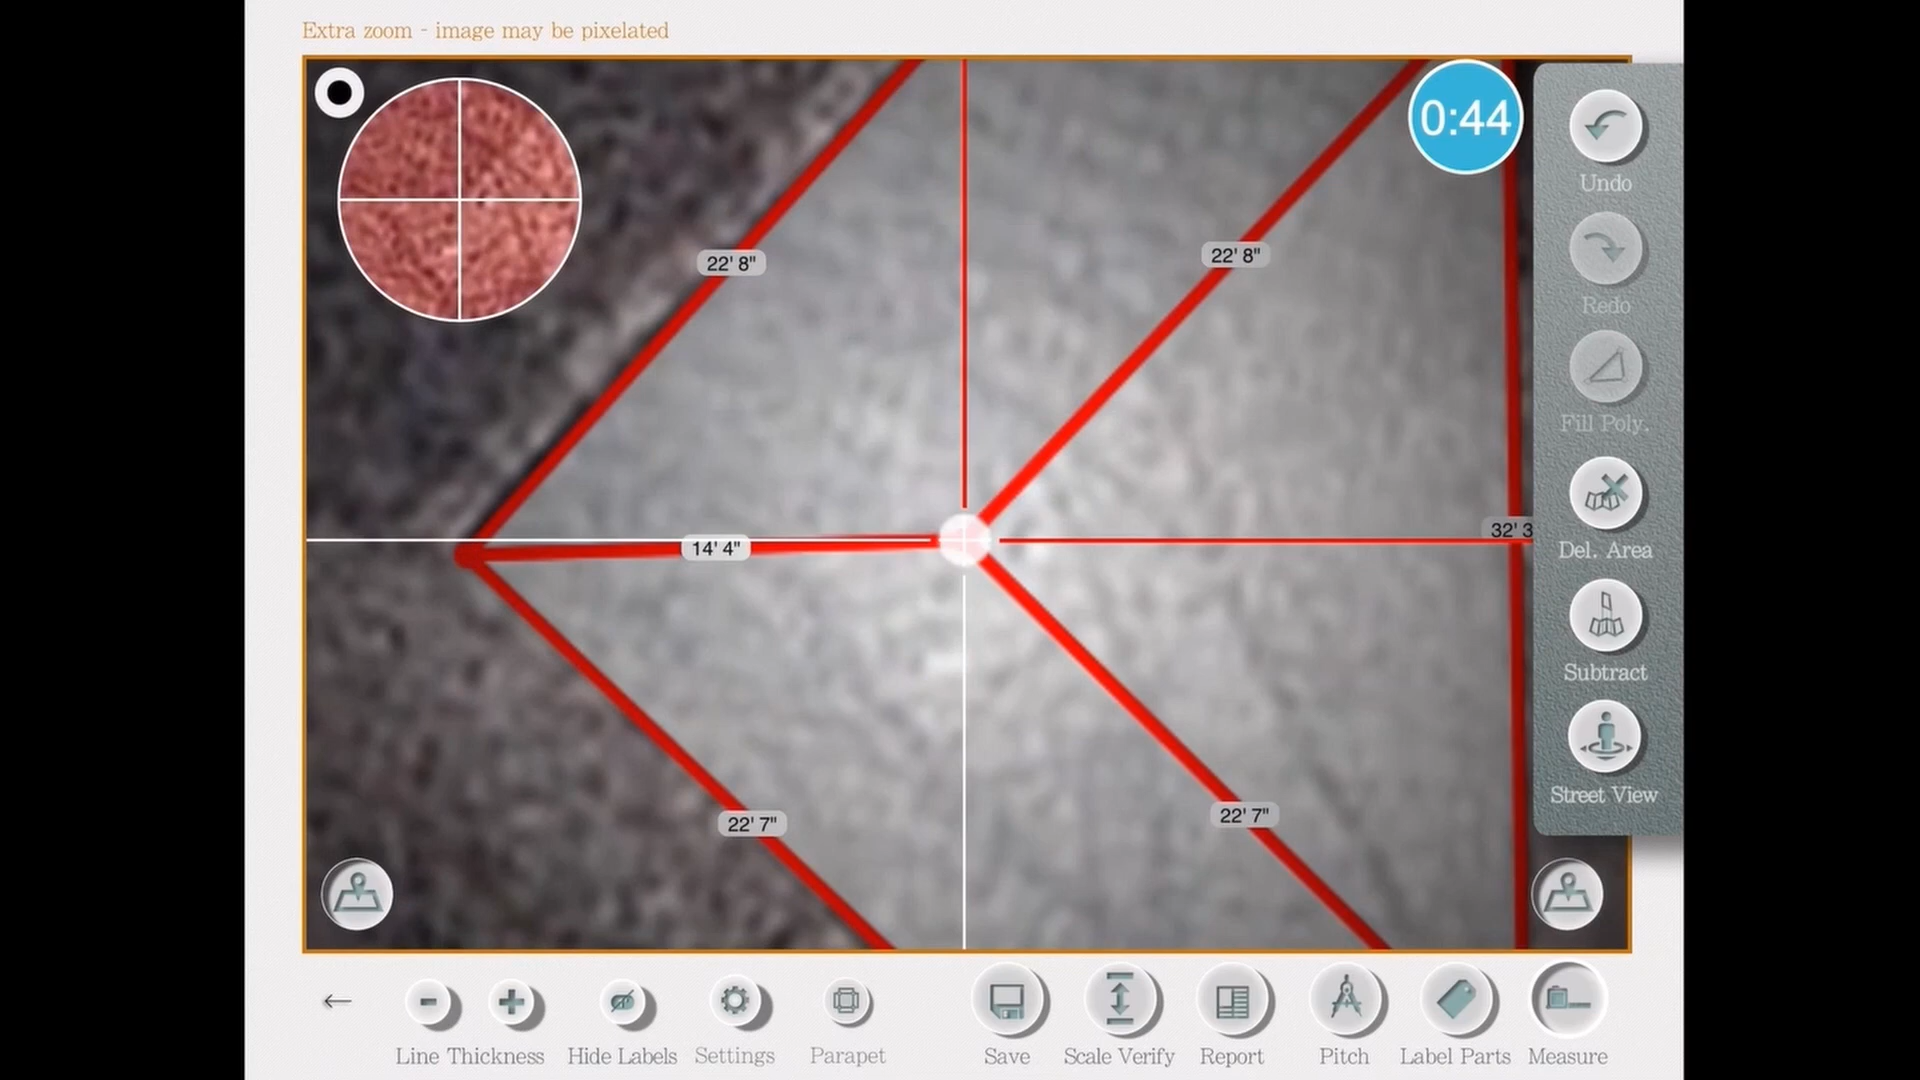 Extra zoom - image may be pixelated
0:44
Undo
22' 8"
22' 8"
Redo
Fill Poly.
32' 3
14' 4"
Del. Area
Subtract
Street View
22' 7"
22' 7"
Line Thickness
Hide Labels
Settings
Parapet
Save
Scale Verify
Report
Pitch
Label Parts
Measure